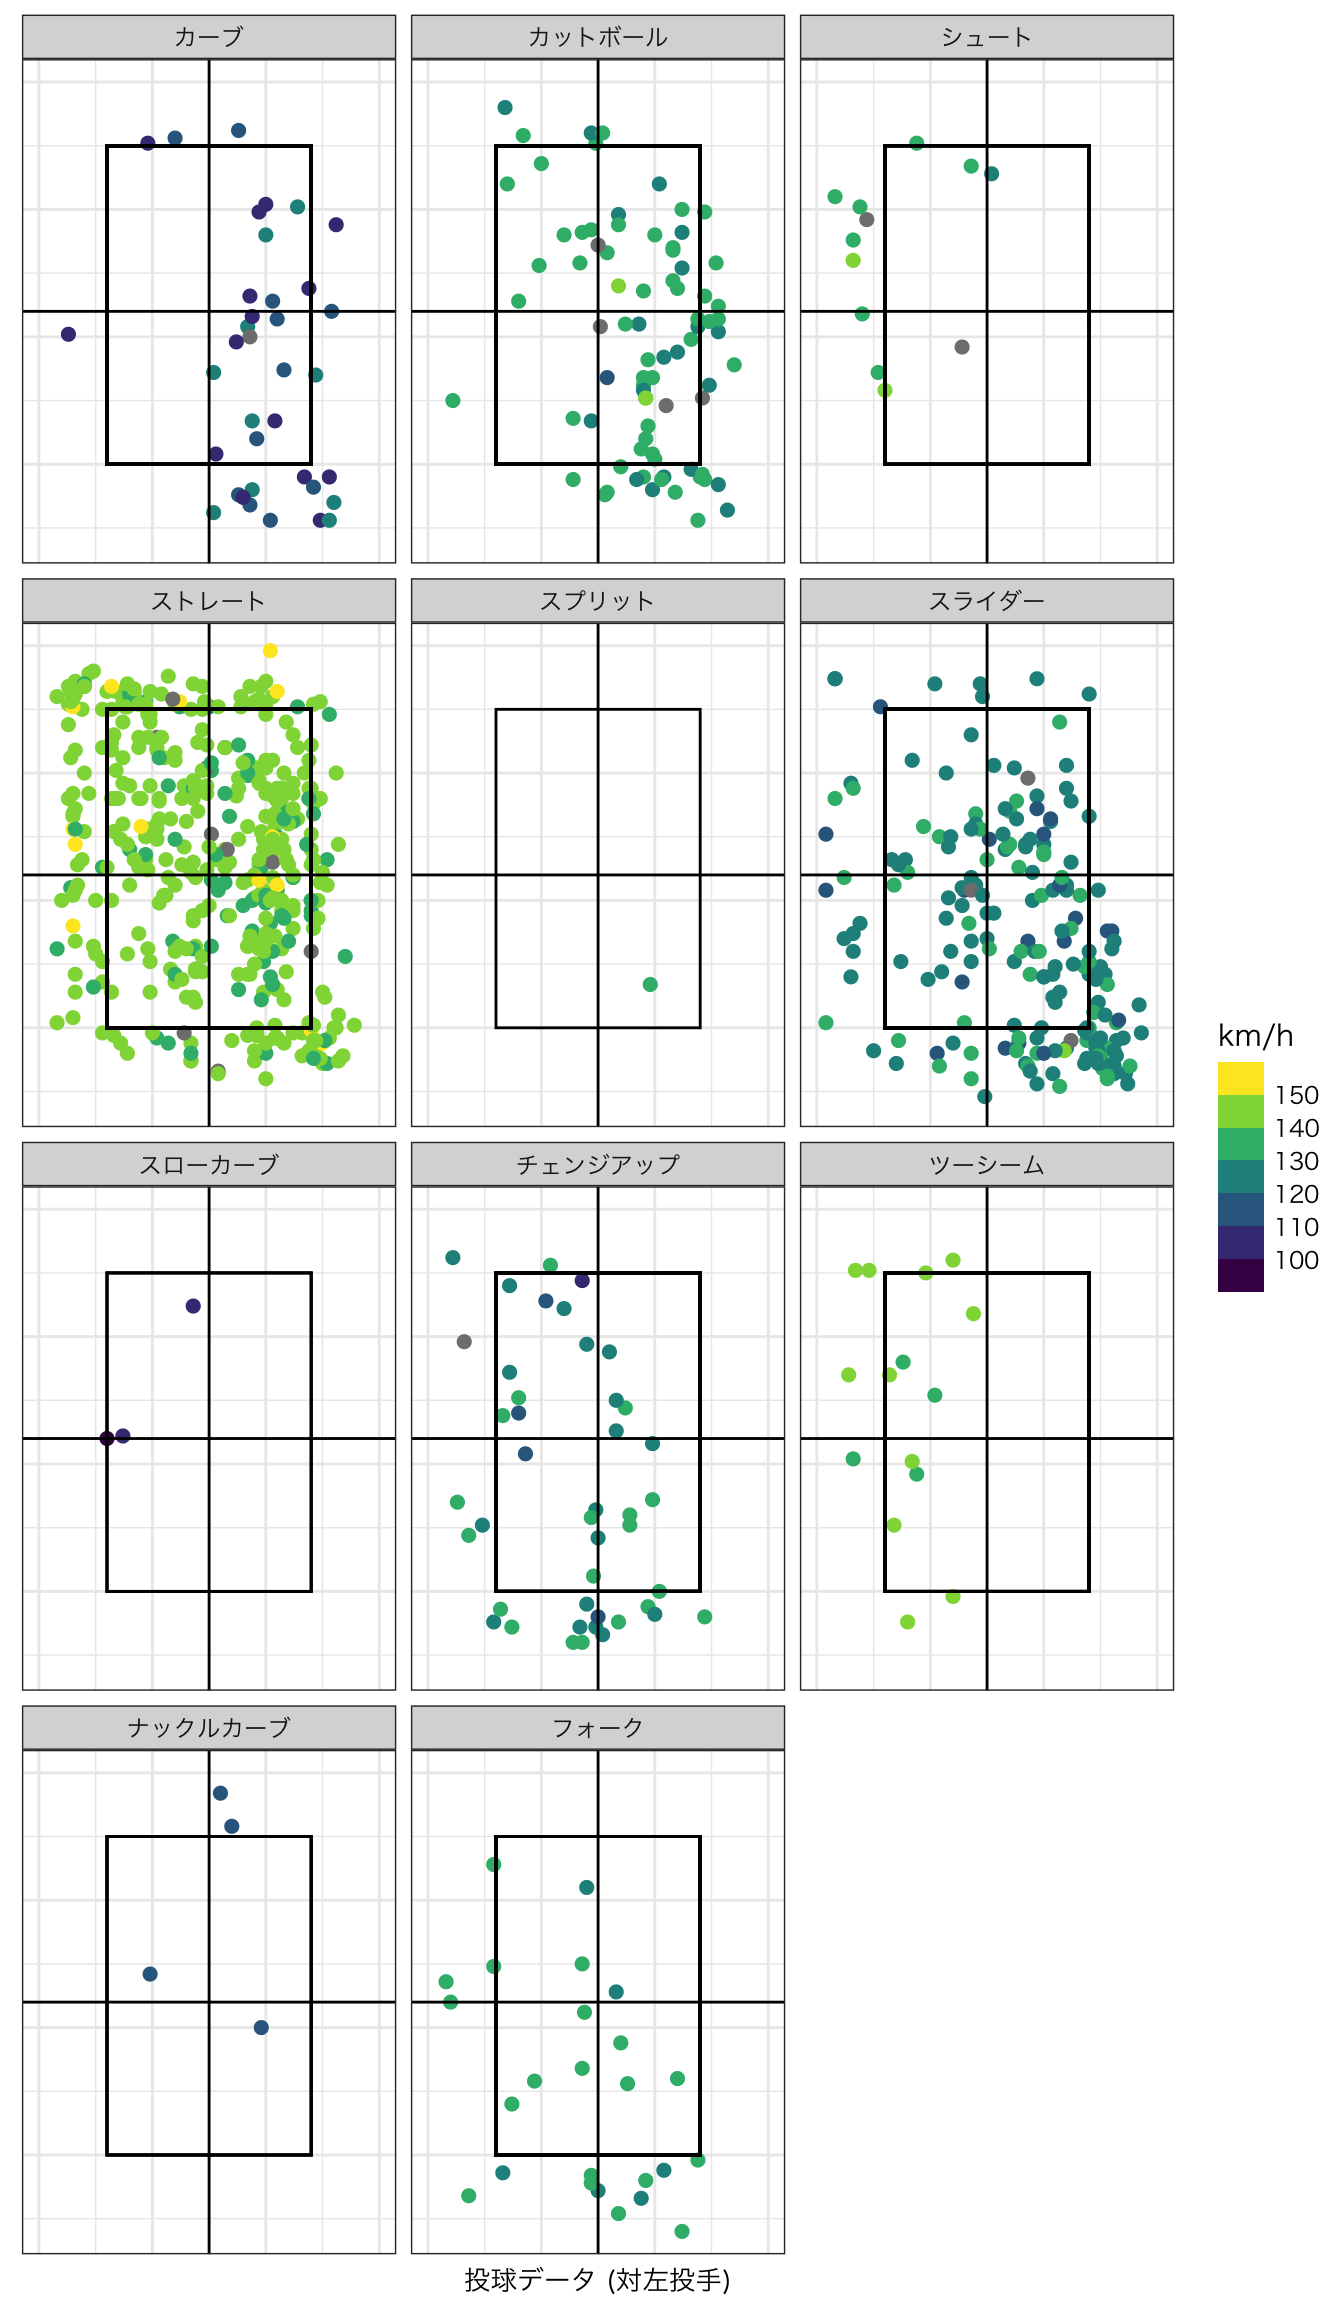 カーブ
カットボール
シュート
ストレート
スプリット
スライダー
スローカーブ
チェンジアップ
ツーシーム
ナックルカーブ
フォーク
km/h
150
140
130
120
110
100
投球データ (対左投手)